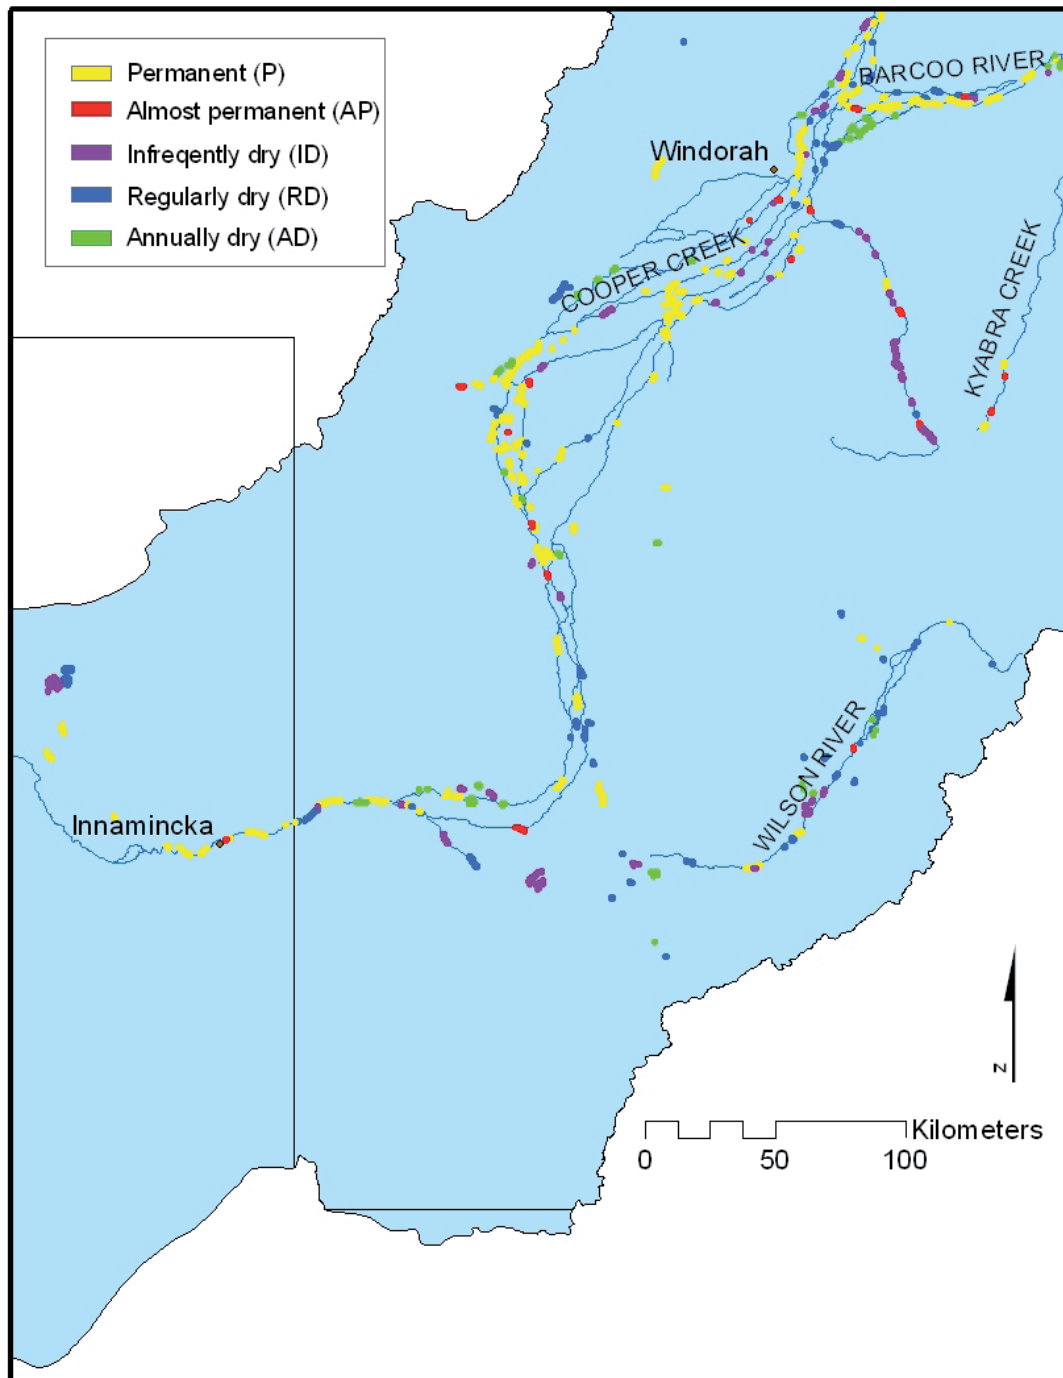 Permanent (P)
Almost permanent (AP)
Infreqently dry (ID)
Regularly dry (RD)
Annually dry (AD)
BARCOO RIVER
Windorah
COOPER CREEK
KYABRA CREEK
WILSON RIVER
Innamincka
N
Kilometers
0 50 100